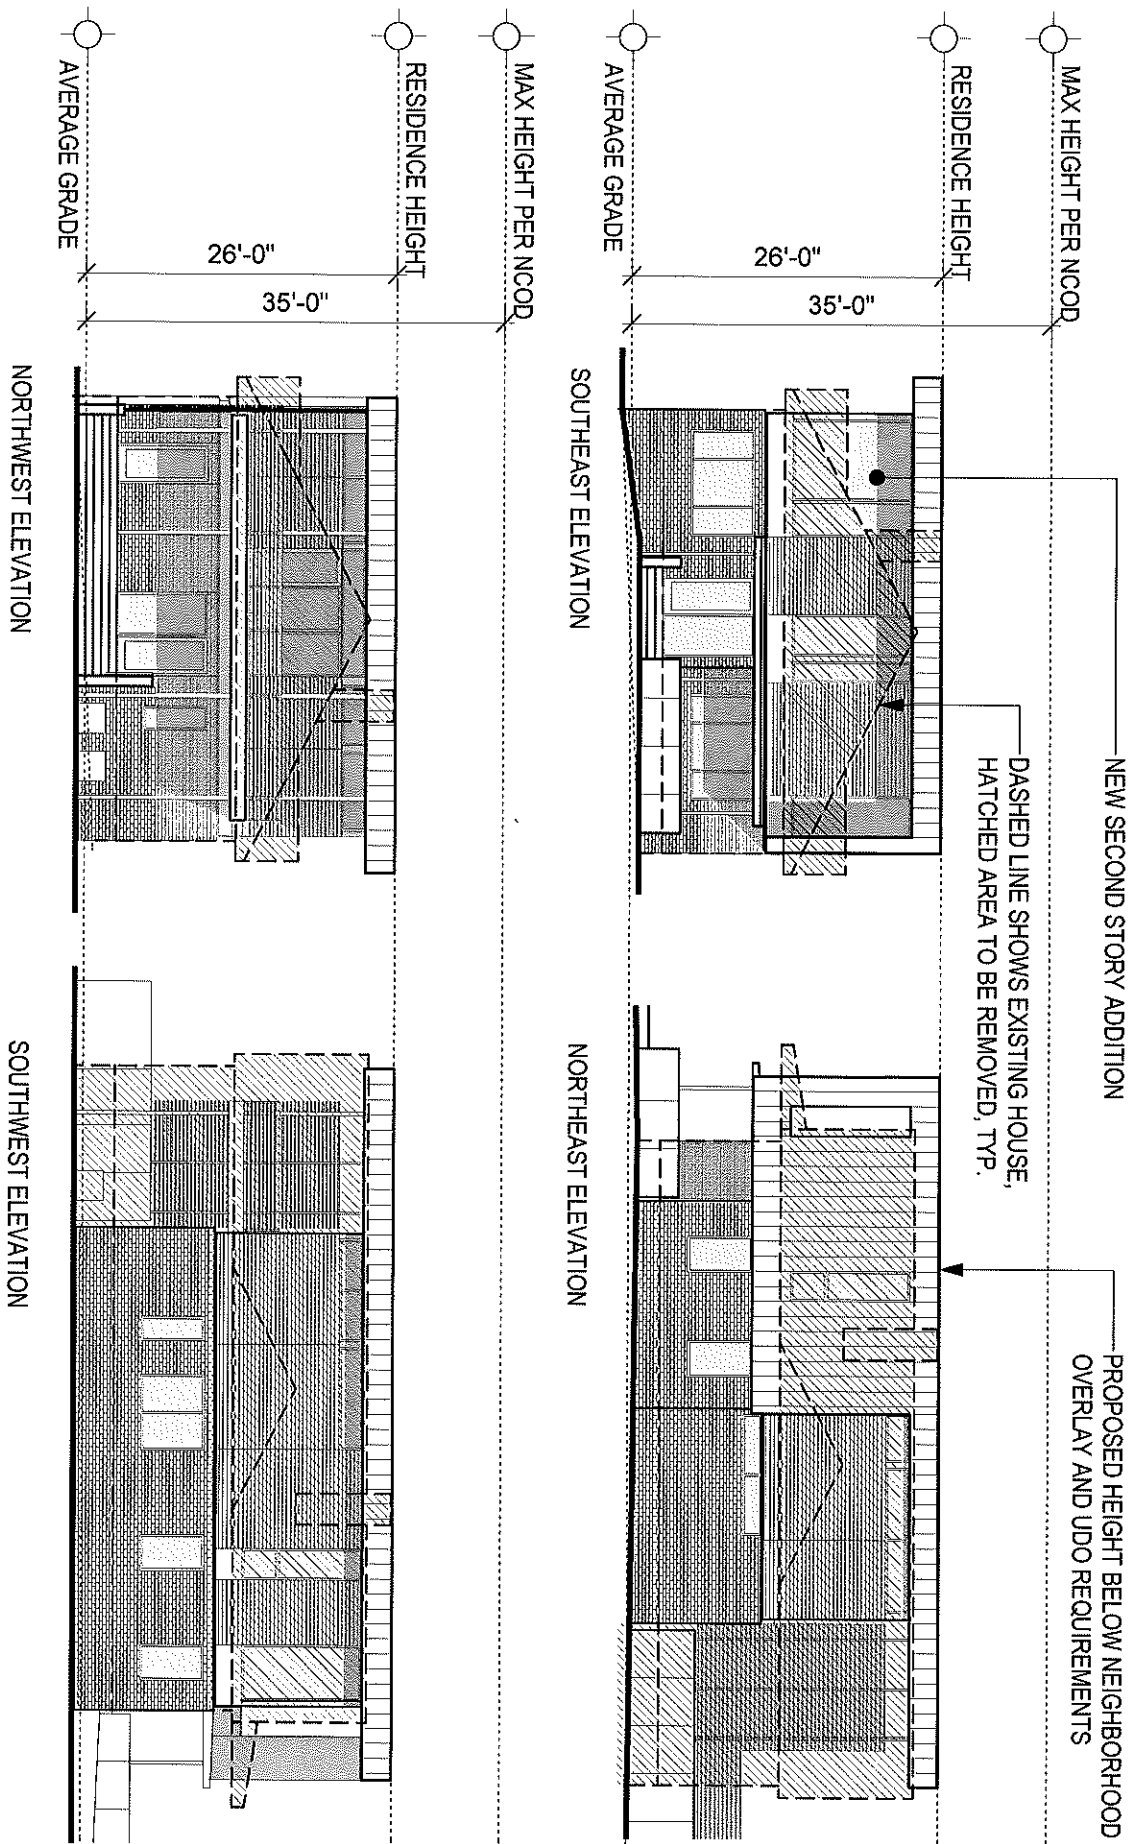 MAX HEIGHT PER NCOD
RESIDENCE HEIGHT
AVERAGE GRADE
26'-0"
35'-0"
NEW SECOND STORY ADDITION
DASHED LINE SHOWS EXISTING HOUSE,
HATCHED AREA TO BE REMOVED, TYP.
PROPOSED HEIGHT BELOW NEIGHBORHOOD
OVERLAY AND UDO REQUIREMENTS
SOUTHEAST ELEVATION
NORTHEAST ELEVATION
MAX HEIGHT PER NCOD
RESIDENCE HEIGHT
AVERAGE GRADE
26'-0"
35'-0"
NORTHWEST ELEVATION
SOUTHWEST ELEVATION